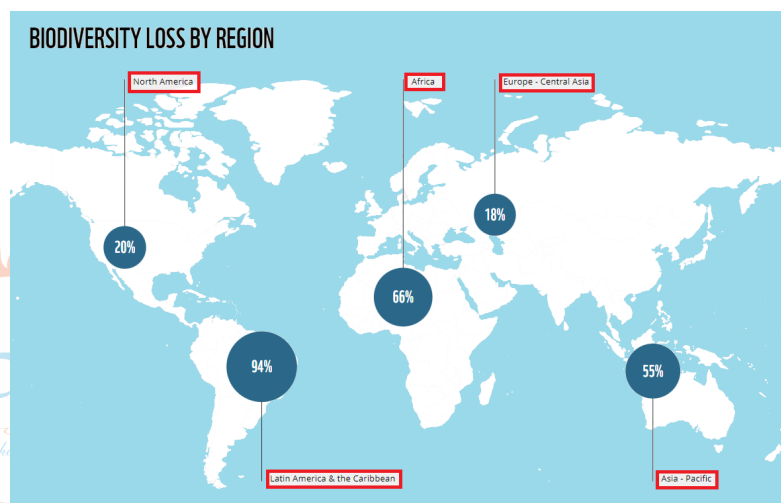 BIODIVERSITY LOSS BY REGION
North America
Africa
Europe - Central Asia
18%
20%
66%
94%
55%
Latin America & the Caribbean
Asia - Pacific